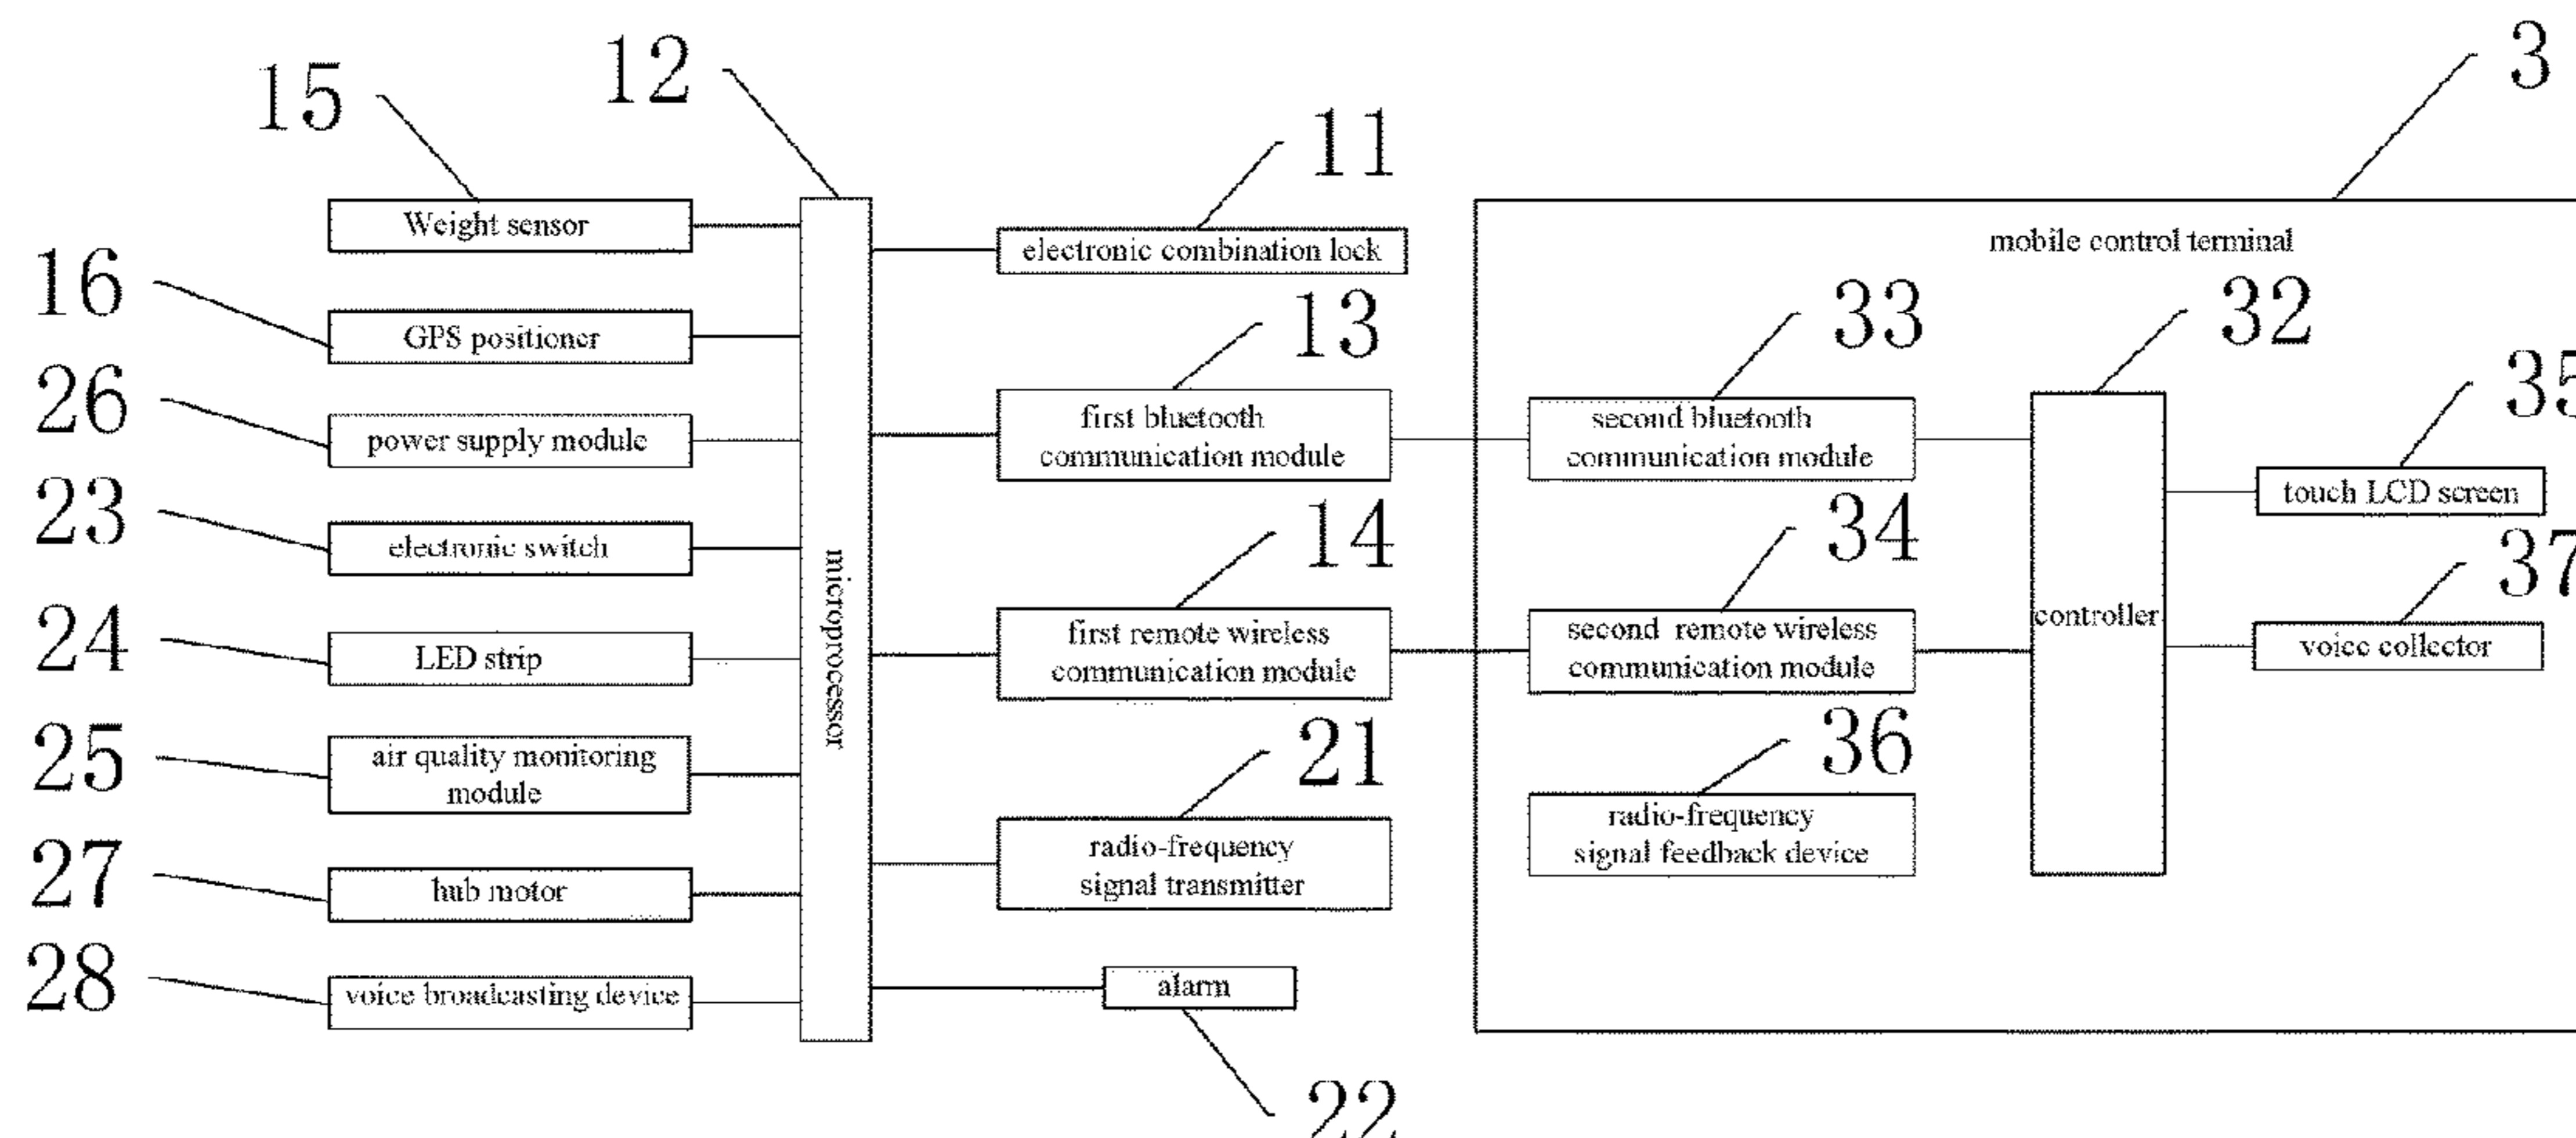 15
12
3
11
Weight sensor
electronic combination lock
mobile control terminal
16
GPS positioner
13
33
32
26
power supply module
first bluetooth
communication module
second bluetooth
communication module
35
touch LCD screen
23
electronic switch
14
34
37
microprocessor
controller
24
LED strip
first remote wireless
communication module
second remote wireless
communication module
voice collector
25
air quality monitoring
module
21
36
radio-frequency
signal transmitter
radio-frequency
signal feedback device
27
hub motor
28
voice broadcasting device
alarm
22